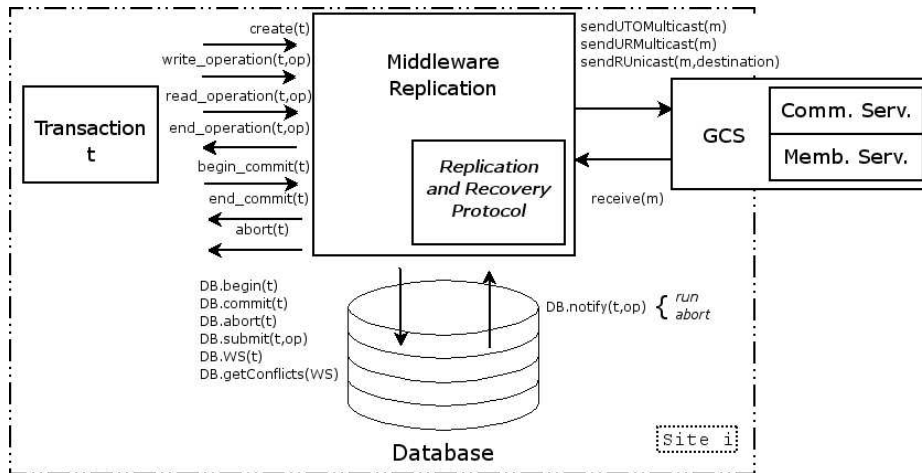 create(t)
write_operation(t,op)
read_operation(t,op)
end_operation(t,op)
begin_commit(t)
end_commit(t)
abort(t)
Transaction
t
Middleware
Replication
Replication
and Recovery
Protocol
sendUTOMulticast(m)
sendURMulticast(m)
sendRUnicast(m,destination)
GCS
Comm. Serv.
Memb. Serv.
receive(m)
DB.begin(t)
DB.commit(t)
DB.abort(t)
DB.submit(t,op)
DB.WS(t)
DB.getConflicts(WS)
DB.notify(t,op) { run
abort
Database
Site i